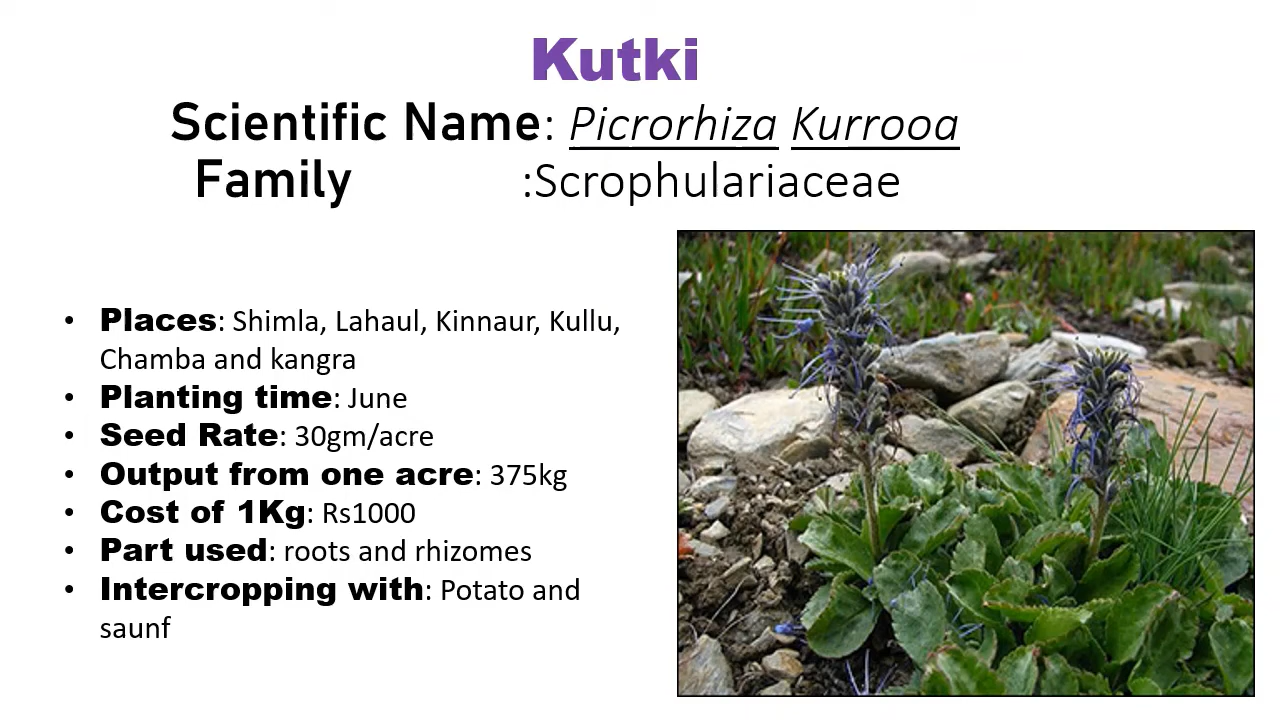 Kutki
Scientific Name: Picrorhiza Kurrooa
Family :Scrophulariaceae
• Places: Shimla, Lahaul, Kinnaur, Kullu,
Chamba and kangra
• Planting time: June
• Seed Rate: 30gm/acre
• Output from one acre: 375kg
• Cost of 1Kg: Rs1000
• Part used: roots and rhizomes
• Intercropping with: Potato and
saunf